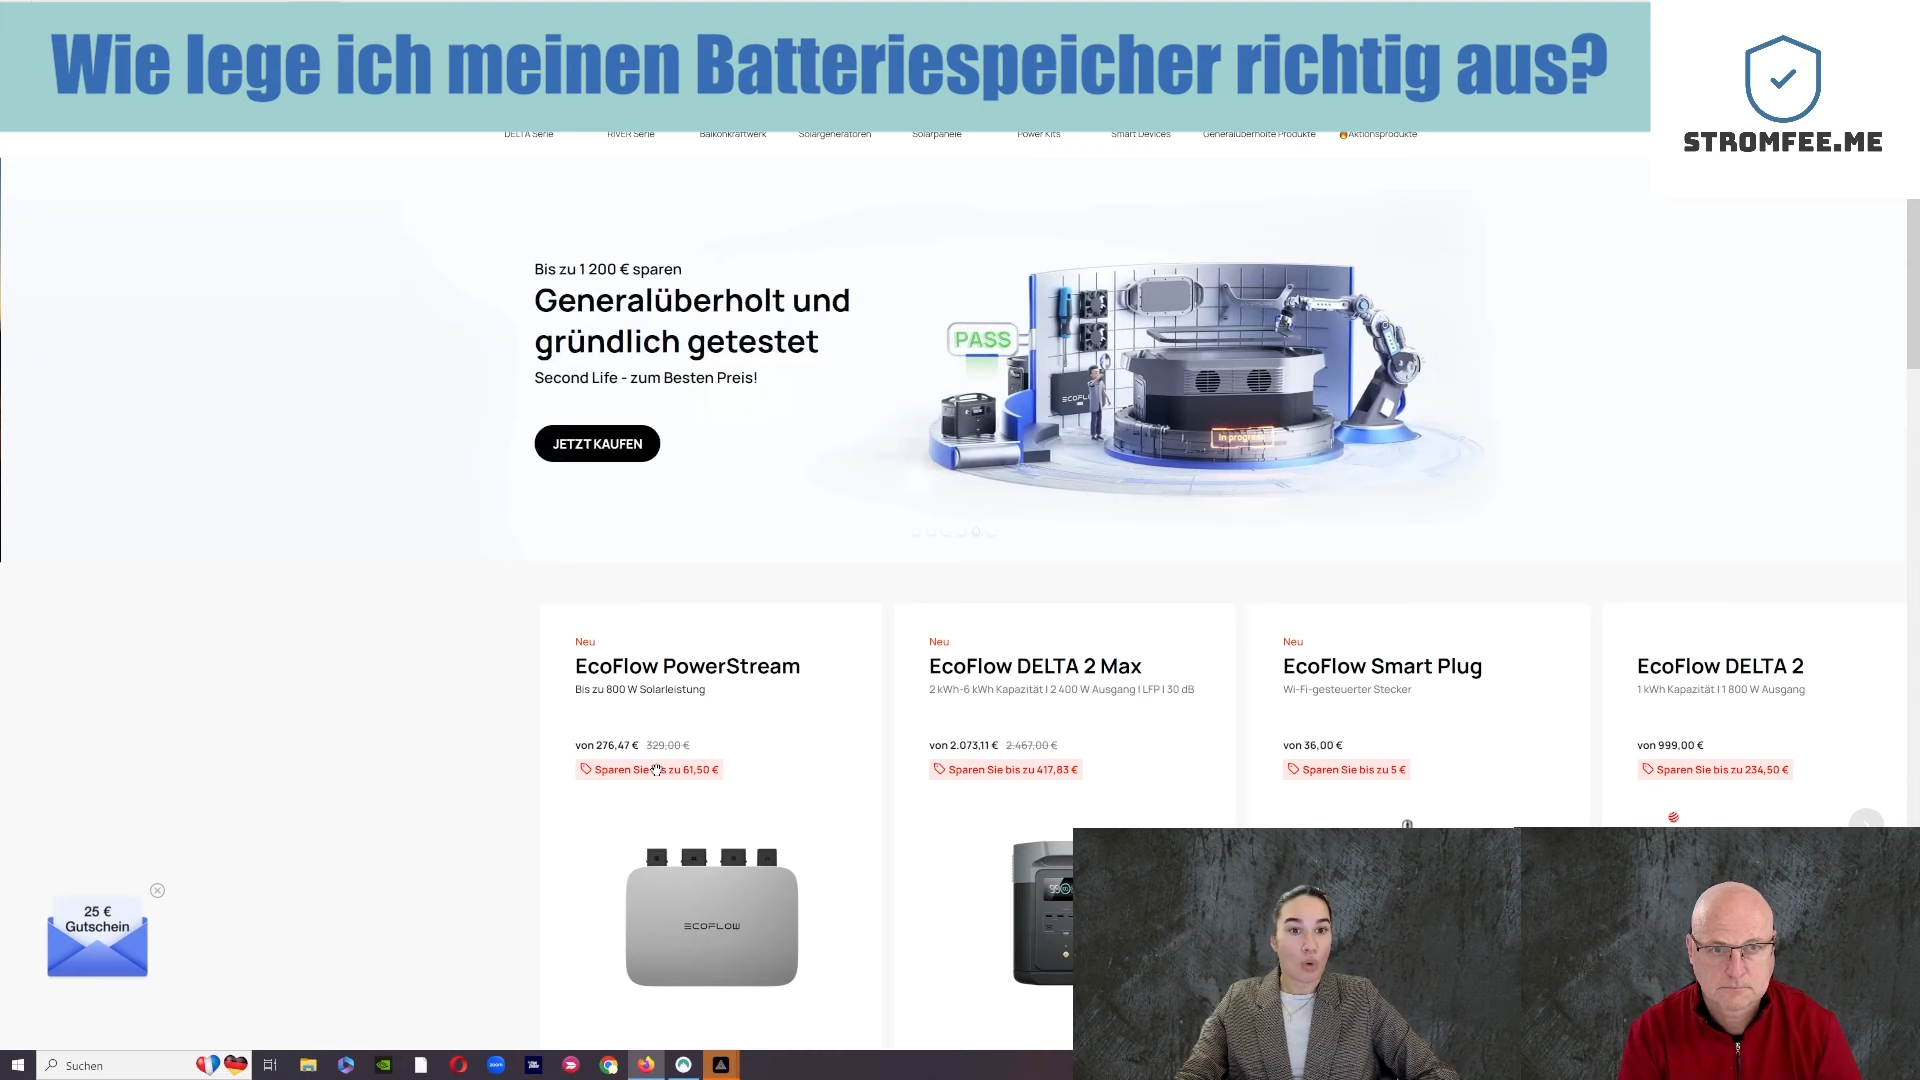 Wie lege ich meinen Batteriespeicher richtig aus?
STROMFEE.ME
DELTA Serie
RIVER Serie
Balkonkraftwerk
Solargeneratoren
Solarpanele
Power Kits
Smart Devices
Generalüberholte Produkte
Aktionsprodukte
Bis zu 1 200 € sparen
Generalüberholt und
gründlich getestet
Second Life - zum Besten Preis!
JETZT KAUFEN
PASS
Neu
EcoFlow PowerStream
Bis zu 800 W Solarleistung
von 276,47 € 329,00 €
Sparen Sie zu 61,50 €
ECOFLOW
Neu
EcoFlow DELTA 2 Max
2 kWh-6 kWh Kapazität I 2 400 W Ausgang I LFP I 30 dB
von 2.073,11 € 2.467,00 €
Sparen Sie bis zu 417,83 €
Neu
EcoFlow Smart Plug
Wi-Fi-gesteuerter Stecker
von 36,00 €
Sparen Sie bis zu 5 €
EcoFlow DELTA 2
1 kWh Kapazität I 1 800 W Ausgang
von 999,00 €
Sparen Sie bis zu 234,50 €
25 €
Gutschein
Suchen
zoom